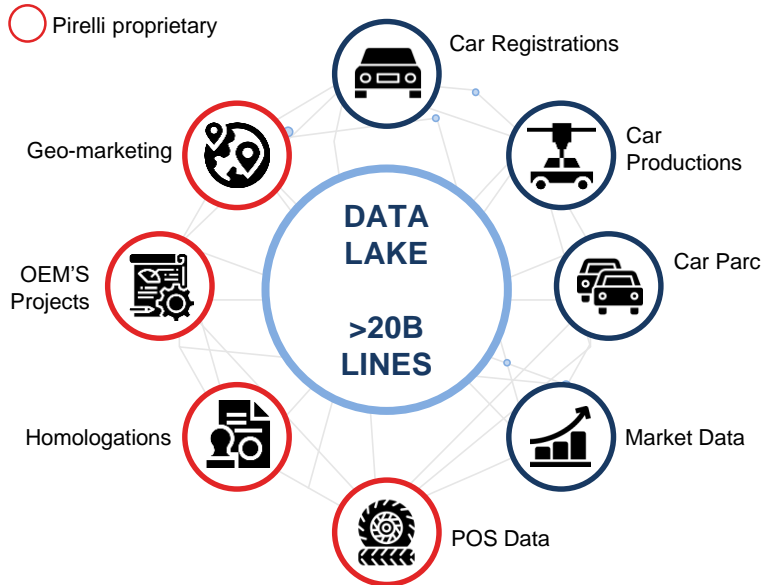 Pirelli proprietary
Car Registrations
Geo-marketing
Car
Productions
DATA
LAKE
>20B
LINES
OEM'S
Projects
Car Parc
Homologations
Market Data
POS Data